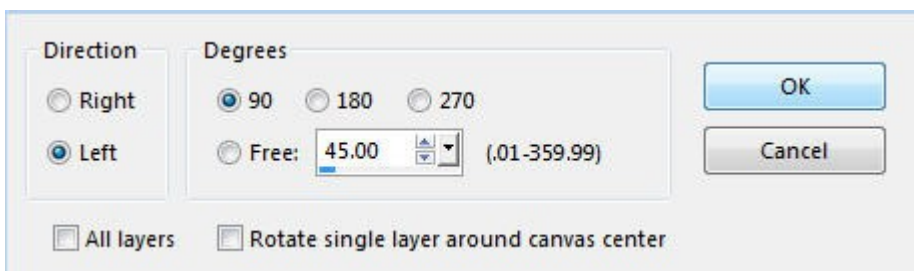 Direction
Degrees
Right
90 180 270
OK
Left
Free: 45.00 (.01-359.99)
Cancel
All layers
Rotate single layer around canvas center